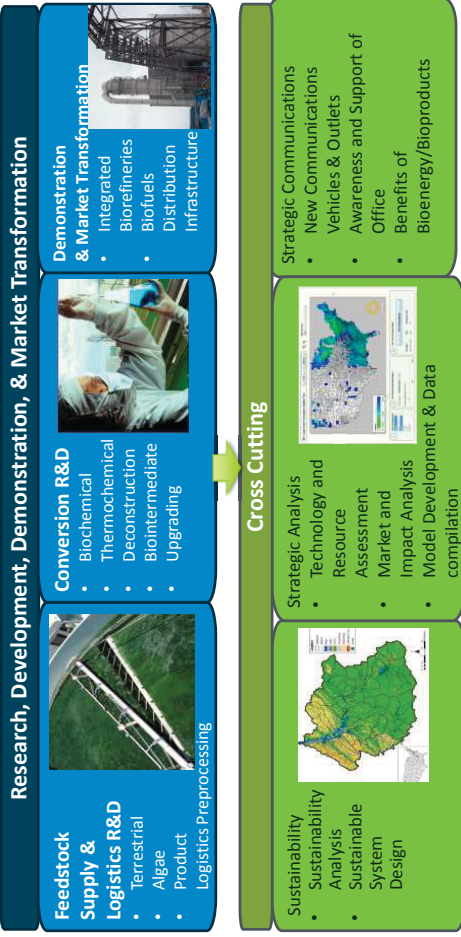 Research, Development, Demonstration, & Market Transformation
Feedstock
Supply &
Logistics R&D
• Terrestrial
• Algae
• Product
Logistics Preprocessing
Conversion R&D
• Biochemical
• Thermochemical
• Deconstruction
• Biointermediate
• Upgrading
Demonstration
& Market Transformation
• Integrated
Biorefineries
• Biofuels
Distribution
Infrastructure
Cross Cutting
Sustainability
• Sustainability
Analysis
• Sustainable
System
Design
Strategic Analysis
• Technology and
Resource
Assessment
• Market and
Impact Analysis
• Model Development & Data
compilation
Strategic Communications
• New Communications
Vehicles & Outlets
• Awareness and Support of
Office
• Benefits of
Bioenergy/Bioproducts